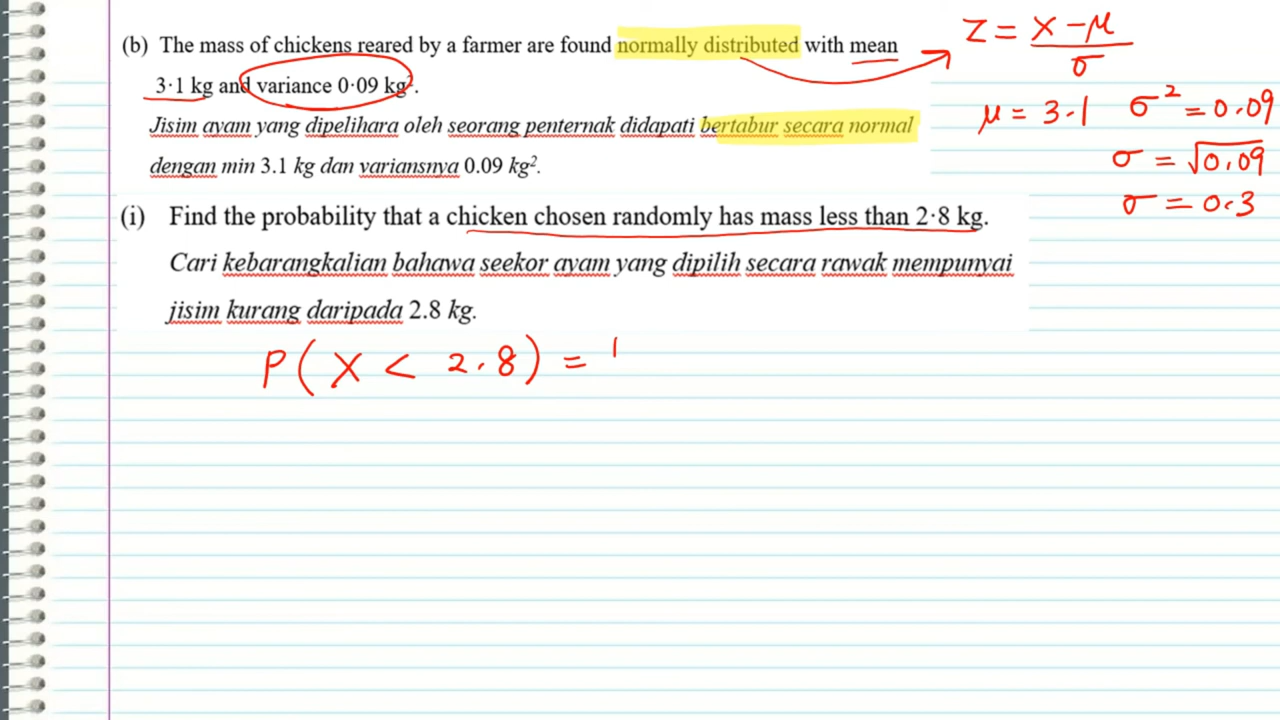 (b) The mass of chickens reared by a farmer are found normally distributed with mean
3·1 kg and variance 0·09 kg².
Jisim ayam yang dipelihara oleh seorang penternak didapati bertabur secara normal
dengan min 3.1 kg dan variansnya 0.09 kg².
(i) Find the probability that a chicken chosen randomly has mass less than 2·8 kg.
Cari kebarangkalian bahawa seekor ayam yang dipilih secara rawak mempunyai
jisim kurang daripada 2.8 kg.
P( X < 2.8) =
Z = X - μ / σ
μ = 3.1 σ² = 0.09
σ = √0.09
σ = 0.3